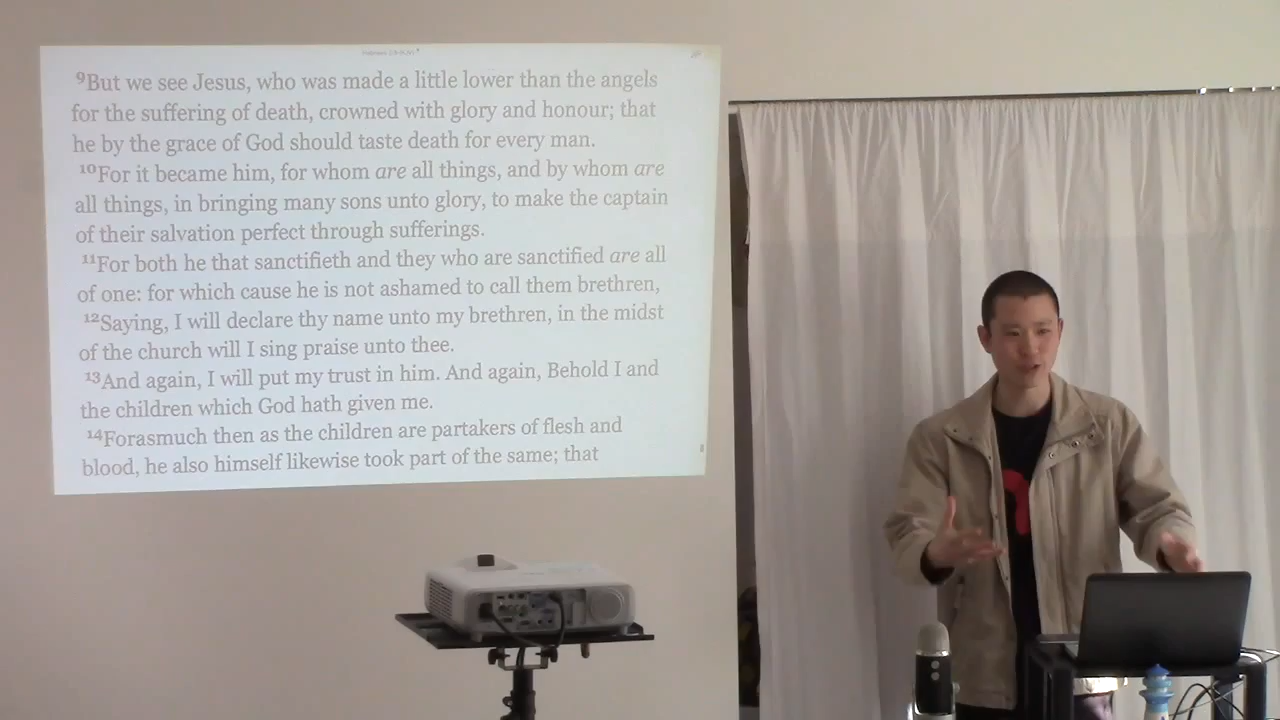 ⁹But we see Jesus, who was made a little lower than the angels
for the suffering of death, crowned with glory and honour; that
he by the grace of God should taste death for every man.
¹⁰For it became him, for whom are all things, and by whom are
all things, in bringing many sons unto glory, to make the captain
of their salvation perfect through sufferings.
¹¹For both he that sanctifieth and they who are sanctified are all
of one: for which cause he is not ashamed to call them brethren,
¹²Saying, I will declare thy name unto my brethren, in the midst
of the church will I sing praise unto thee.
¹³And again, I will put my trust in him. And again, Behold I and
the children which God hath given me.
¹⁴Forasmuch then as the children are partakers of flesh and
blood, he also himself likewise took part of the same; that